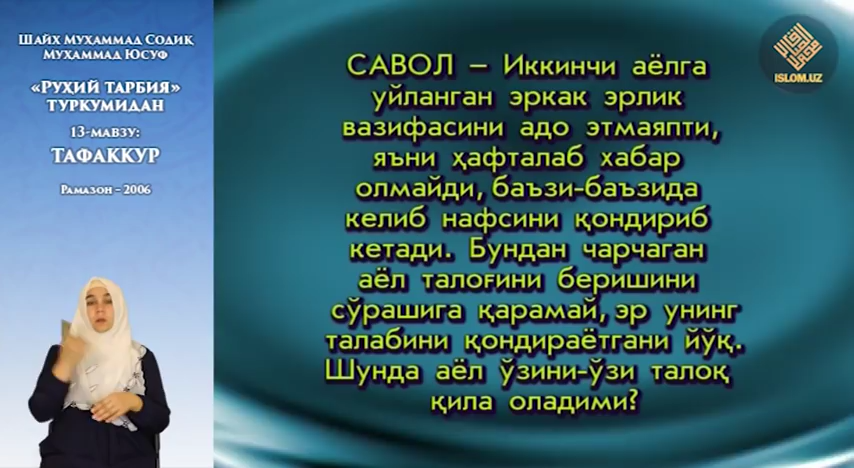 Шайх Муҳаммад Содиқ
Муҳаммад Юсуф
«Руҳий тарбия»
туркумидан
13-мавзу:
ТАФАККУР
Рамазон - 2006
ISLOM.UZ
САВОЛ – Иккинчи аёлга
уйланган эркак эрлик
вазифасини адо этмаяпти,
яъни ҳафталаб хабар
олмайди, баъзи-баъзида
келиб нафсини қондириб
кетади. Бундан чарчаган
аёл талоғини беришини
сўрашига қарамай, эр унинг
талабини қондираётгани йўқ.
Шунда аёл ўзини-ўзи талоқ
қила оладими?